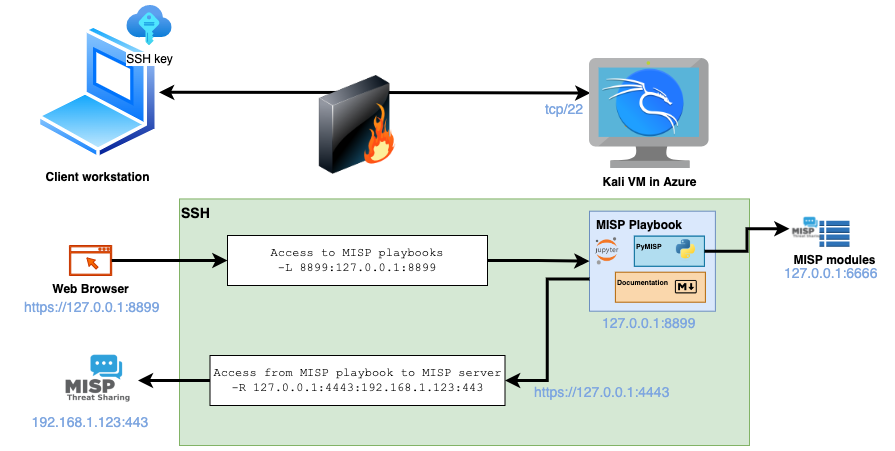 SSH key
tcp/22
Client workstation
Kali VM in Azure
SSH
MISP Playbook
jupyter
PyMISP
Documentation
M
127.0.0.1:8899
Access to MISP playbooks
-L 8899:127.0.0.1:8899
Web Browser
https://127.0.0.1:8899
MISP
Threat Sharing
MISP modules
127.0.0.1:6666
Access from MISP playbook to MISP server
-R 127.0.0.1:4443:192.168.1.123:443
https://127.0.0.1:4443
MISP
Threat Sharing
192.168.1.123:443